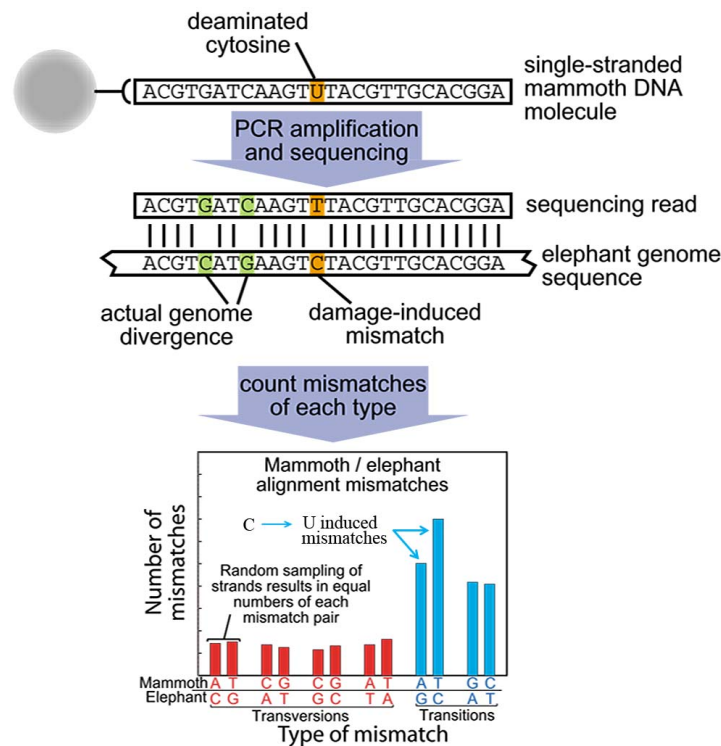 deaminated
cytosine
ACGTGATCAAGTUTACGTTGCACGGA
single-stranded
mammoth DNA
molecule
PCR amplification
and sequencing
ACGTGATCAAGTTTACGTTGCACGGA
sequencing read
ACGTCATGAAGTCTACGTTGCACGGA
elephant genome
sequence
actual genome
divergence
damage-induced
mismatch
count mismatches
of each type
Mammoth / elephant
alignment mismatches
C U induced
mismatches
Number of
mismatches
Random sampling of
strands results in equal
numbers of each
mismatch pair
Mammoth A T C G C G A T A T G C
Elephant C G A T G C T A G C A T
Transversions Transitions
Type of mismatch